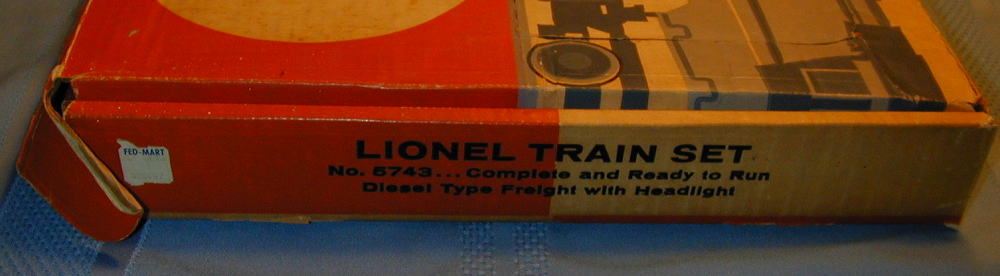 FED-MART
LIONEL TRAIN SET
No. 5743... Complete and Ready to Run
Diesel Type Freight with Headlight